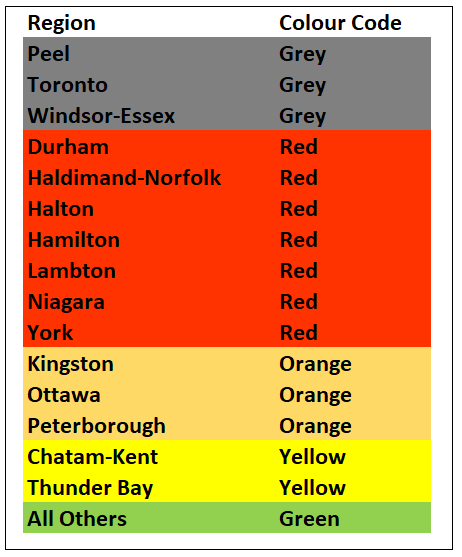 Region Colour Code
Peel Grey
Toronto Grey
Windsor-Essex Grey
Durham Red
Haldimand-Norfolk Red
Halton Red
Hamilton Red
Lambton Red
Niagara Red
York Red
Kingston Orange
Ottawa Orange
Peterborough Orange
Chatam-Kent Yellow
Thunder Bay Yellow
All Others Green